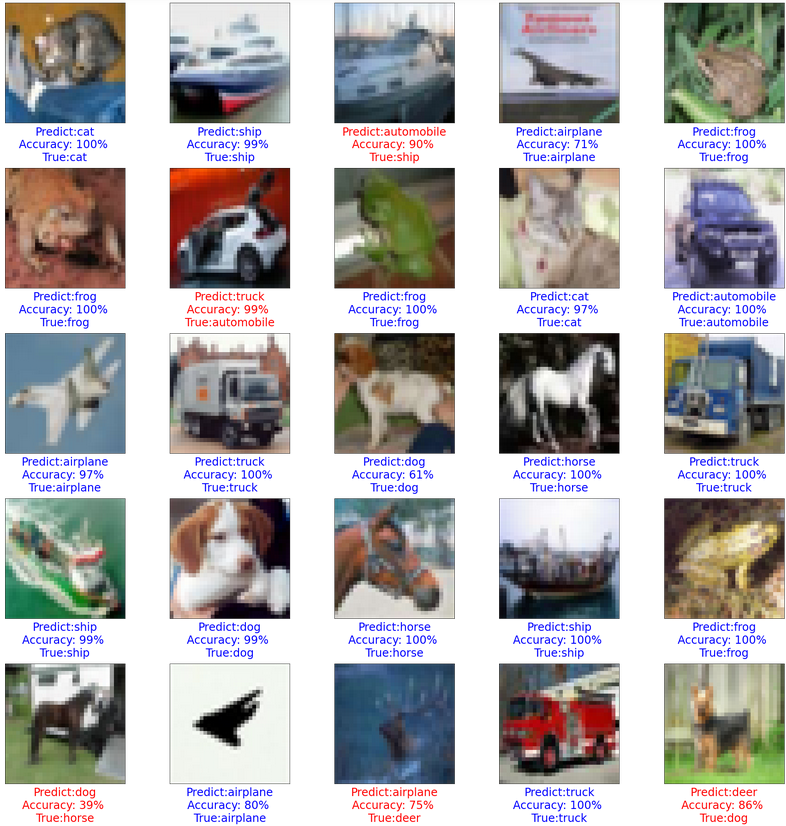 Predict:cat
Accuracy: 100%
True:cat
Predict:ship
Accuracy: 99%
True:ship
Predict:automobile
Accuracy: 90%
True:ship
Predict:airplane
Accuracy: 71%
True:airplane
Predict:frog
Accuracy: 100%
True:frog
Predict:frog
Accuracy: 100%
True:frog
Predict:truck
Accuracy: 99%
True:automobile
Predict:frog
Accuracy: 100%
True:frog
Predict:cat
Accuracy: 97%
True:cat
Predict:automobile
Accuracy: 100%
True:automobile
Predict:airplane
Accuracy: 97%
True:airplane
Predict:truck
Accuracy: 100%
True:truck
Predict:dog
Accuracy: 61%
True:dog
Predict:horse
Accuracy: 100%
True:horse
Predict:truck
Accuracy: 100%
True:truck
Predict:ship
Accuracy: 99%
True:ship
Predict:dog
Accuracy: 99%
True:dog
Predict:horse
Accuracy: 100%
True:horse
Predict:ship
Accuracy: 100%
True:ship
Predict:frog
Accuracy: 100%
True:frog
Predict:dog
Accuracy: 39%
True:horse
Predict:airplane
Accuracy: 80%
True:airplane
Predict:airplane
Accuracy: 75%
True:deer
Predict:truck
Accuracy: 100%
True:truck
Predict:deer
Accuracy: 86%
True:dog